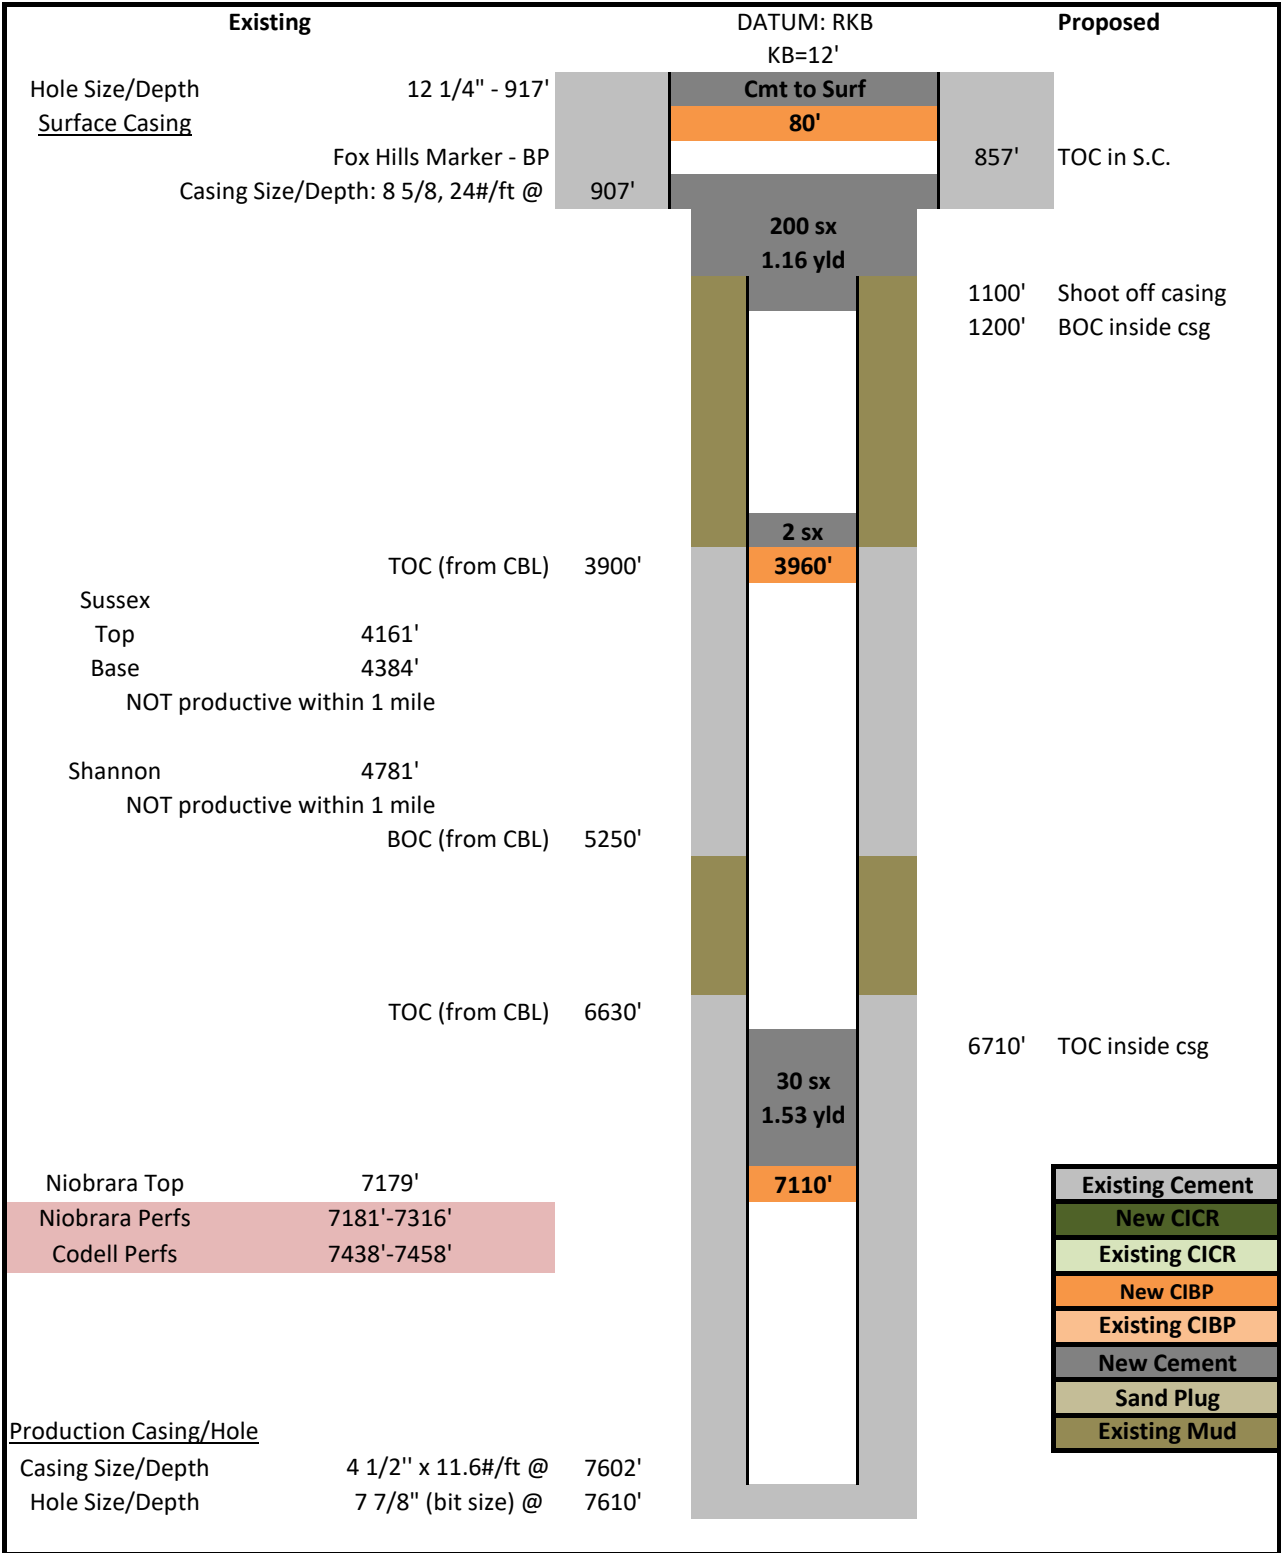 Existing DATUM: RKB Proposed
KB=12'
Hole Size/Depth 12 1/4" - 917' Cmt to Surf
Surface Casing 80'
Fox Hills Marker - BP 857' TOC in S.C.
Casing Size/Depth: 8 5/8, 24#/ft @ 907'
200 sx
1.16 yld
1100' Shoot off casing
1200' BOC inside csg
2 sx
TOC (from CBL) 3900' 3960'
Sussex
Top 4161'
Base 4384'
NOT productive within 1 mile
Shannon 4781'
NOT productive within 1 mile
BOC (from CBL) 5250'
TOC (from CBL) 6630'
6710' TOC inside csg
30 sx
1.53 yld
Niobrara Top 7179' 7110' Existing Cement
Niobrara Perfs 7181'-7316' New CICR
Codell Perfs 7438'-7458' Existing CICR
New CIBP
Existing CIBP
New Cement
Sand Plug
Production Casing/Hole Existing Mud
Casing Size/Depth 4 1/2'' x 11.6#/ft @ 7602'
Hole Size/Depth 7 7/8" (bit size) @ 7610'